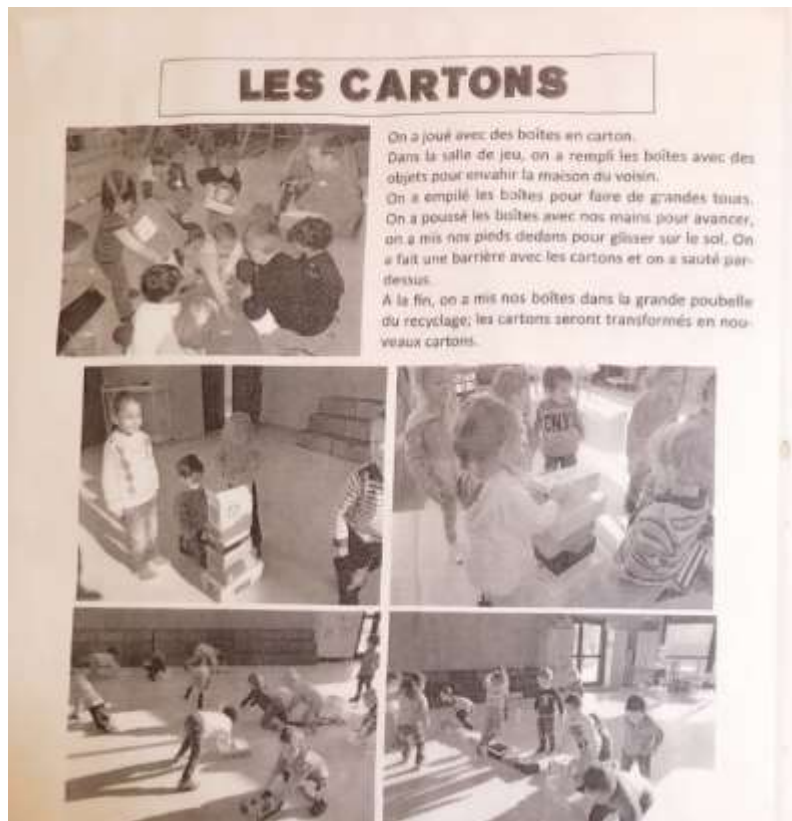 LES CARTONS
On a joué avec des boîtes en carton.
Dans la salle de jeu, on a rempli les boîtes avec des
objets pour envahir la maison du voisin.
On a empilé les boîtes pour faire de grandes tours.
On a poussé les boîtes avec nos mains pour avancer,
on a mis nos pieds dedans pour glisser sur le sol. On
a fait une barrière avec les cartons et on a sauté par-
dessus.
A la fin, on a mis nos boîtes dans la grande poubelle
du recyclage; les cartons seront transformés en nou-
veaux cartons.